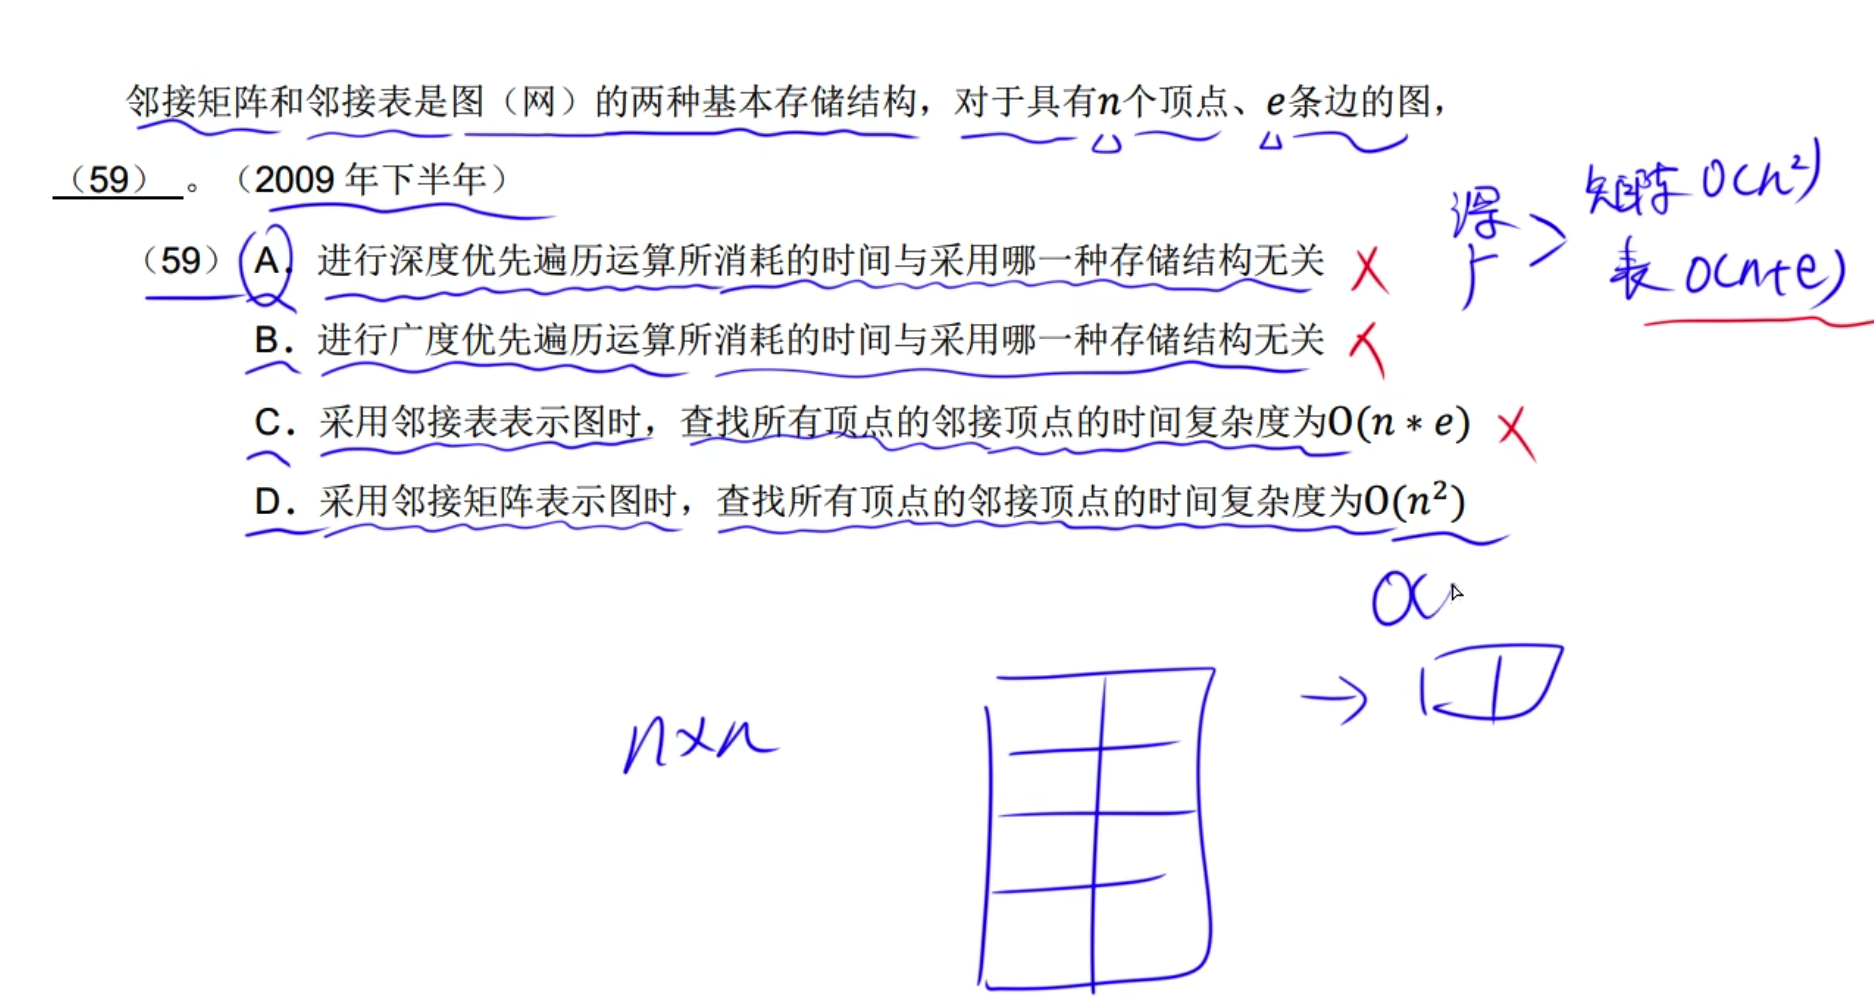 邻接矩阵和邻接表是图（网）的两种基本存储结构，对于具有n个顶点、e条边的图，
（59） 。（2009 年下半年）
（59）A．进行深度优先遍历运算所消耗的时间与采用哪一种存储结构无关
B．进行广度优先遍历运算所消耗的时间与采用哪一种存储结构无关
C．采用邻接表表示图时，查找所有顶点的邻接顶点的时间复杂度为O(n∗e)
D．采用邻接矩阵表示图时，查找所有顶点的邻接顶点的时间复杂度为O(n²)
深
广
矩阵 O(n²)
表 O(n+e)
O(
n×n